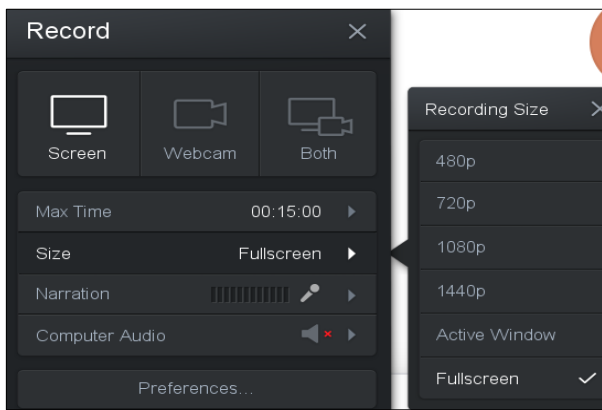 Record
Screen
Webcam
Both
Max Time 00:15:00
Size Fullscreen
Narration
Computer Audio
Preferences...
Recording Size
480p
720p
1080p
1440p
Active Window
Fullscreen